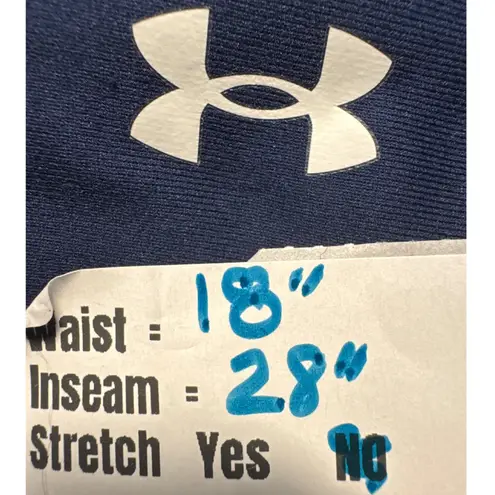 Waist = 18"
Inseam = 28"
Stretch Yes No